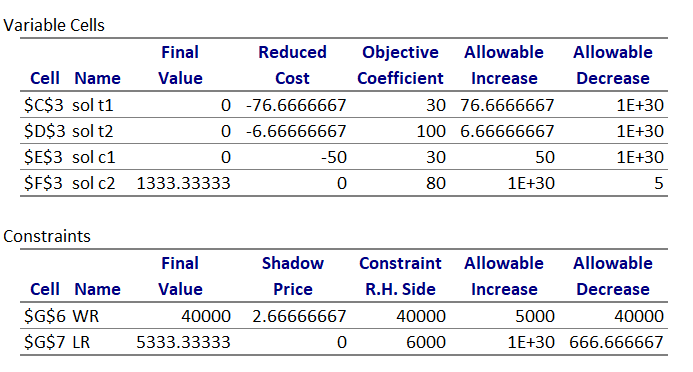 Variable Cells
Final Reduced Objective Allowable Allowable
Cell Name Value Cost Coefficient Increase Decrease
$C$3 sol t1 0 -76.6666667 30 76.6666667 1E+30
$D$3 sol t2 0 -6.66666667 100 6.66666667 1E+30
$E$3 sol c1 0 -50 30 50 1E+30
$F$3 sol c2 1333.33333 0 80 1E+30 5
Constraints
Final Shadow Constraint Allowable Allowable
Cell Name Value Price R.H. Side Increase Decrease
$G$6 WR 40000 2.66666667 40000 5000 40000
$G$7 LR 5333.33333 0 6000 1E+30 666.666667